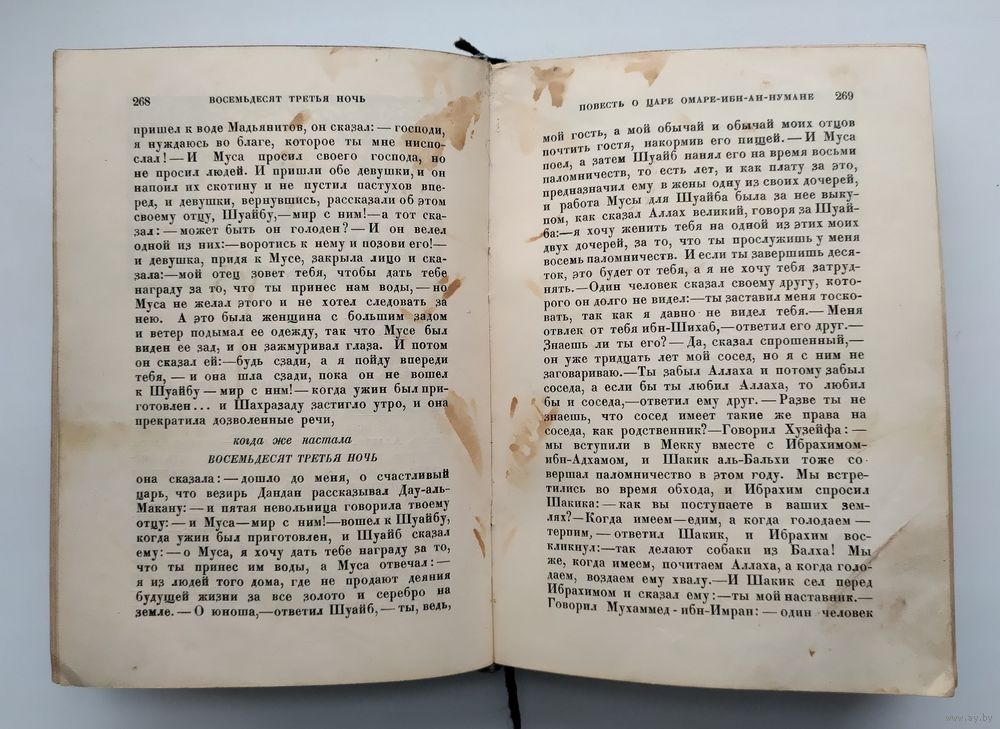 268 ВОСЕМЬДЕСЯТ ТРЕТЬЯ НОЧЬ
пришел к воде Мадьянитов, он сказал: — господи,
я нуждаюсь во благе, которое ты мне ниспо-
слал! — И Муса просил своего господа, но
не просил людей. И пришли обе девушки, и он
напоил их скотину и не пустил пастухов впе-
ред, и девушки, вернувшись, рассказали об этом
своему отцу, Шуайбу,—мир с ним!—а тот ска-
зал: — может быть он голоден? — И он велел
одной из них:—воротись к нему и позови его!—
и девушка, придя к Мусе, закрыла лицо и ска-
зала:—мой отец зовет тебя, чтобы дать тебе
награду за то, что ты принес нам воды,—но
Муса не желал этого и не хотел следовать за
нею. А это была женщина с большим задом
и ветер подымал ее одежду, так что Мусе был
виден ее зад, и он зажмуривал глаза. И потом
он сказал ей:—будь сзади, а я пойду впереди
тебя, — и она шла сзади, пока он не вошел
к Шуайбу — мир с ним! — когда ужин был при-
готовлен... и Шахразаду застигло утро, и она
прекратила дозволенные речи,
когда же настала
ВОСЕМЬДЕСЯТ ТРЕТЬЯ НОЧЬ
она сказала: — дошло до меня, о счастливый
царь, что везирь Дандан рассказывал Дау-аль-
Макану: — и пятая невольница говорила твоему
отцу: — и Муса—мир с ним!—вошел к Шуайбу,
когда ужин был приготовлен, и Шуайб сказал
ему: — о Муса, я хочу дать тебе награду за то,
что ты принес им воды, а Муса отвечал: —
я из людей того дома, где не продают деяния
будущей жизни за все золото и серебро на
земле. — О юноша,—ответил Шуайб, — ты, ведь,
ПОВЕСТЬ О ЦАРЕ ОМАРЕ-ИБН-АН-НУМАНЕ 269
мой гость, а мой обычай и обычай моих отцов
почтить гостя, накормив его пищей. — И Муса
поел, а затем Шуайб нанял его на время восьми
паломничеств, то есть лет, и как плату за это,
предназначил ему в жены одну из своих дочерей,
и работа Мусы для Шуайба была за нее выку-
пом, как сказал Аллах великий, говоря за Шуай-
ба:—я хочу женить тебя на одной из этих моих
двух дочерей, за то, что ты прослужишь у меня
восемь паломничеств. И если ты завершишь деся-
ток, это будет от тебя, а я не хочу тебя затруд-
нять.—Один человек сказал своему другу, кото-
рого он долго не видел:—ты заставил меня тоско-
вать, так как я давно не видел тебя.— Меня
отвлек от тебя ибн-Шихаб,—ответил его друг.—
Знаешь ли ты его? — Да, сказал спрошенный,—
он уже тридцать лет мой сосед, но я с ним не
заговариваю.—Ты забыл Аллаха и потому забыл
соседа, а если бы ты любил Аллаха, то любил
бы и соседа,—ответил ему друг. — Разве ты не
знаешь, что сосед имеет такие же права на
соседа, как родственник?—Говорил Хузейфа: —
мы вступили в Мекку вместе с Ибрахимом-
ибн-Адхамом, и Шакик аль-Бальхи тоже со-
вершал паломничество в этом году. Мы встре-
тились во время обхода, и Ибрахим спросил
Шакика: — как вы поступаете в ваших зем-
лях?—Когда имеем—едим, а когда голодаем —
терпим, — ответил Шакик, и Ибрахим вос-
кликнул:—так делают собаки из Балха! Мы
же, когда имеем, почитаем Аллаха, а когда голо-
даем, воздаем ему хвалу.—И Шакик сел перед
Ибрахимом и сказал ему:—ты мой наставник.—
Говорил Мухаммед-ибн-Имран: — один человек
www.ay.by